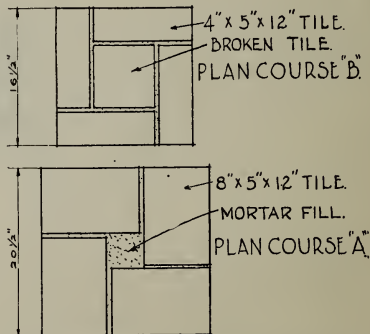 16½"
4" x 5" x 12" TILE.
BROKEN TILE.
PLAN COURSE "B".
20½"
8" x 5" x 12" TILE.
MORTAR FILL.
PLAN COURSE "A".